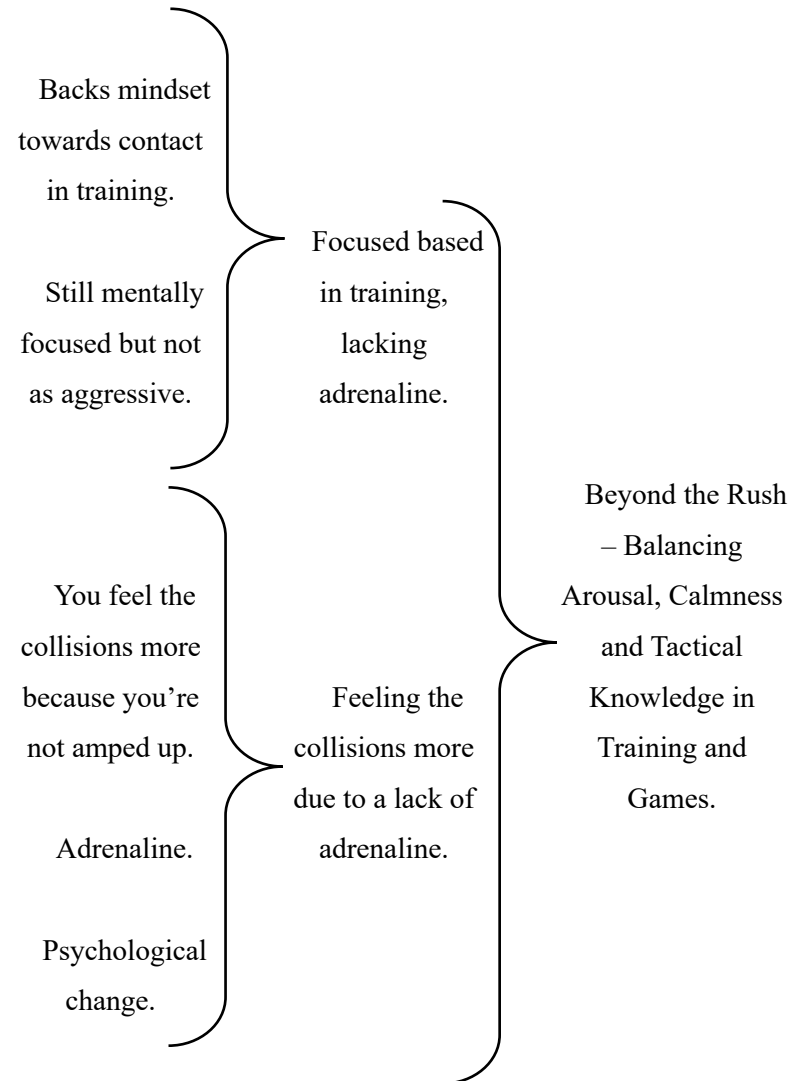 Backs mindset
towards contact
in training.
Still mentally
focused but not
as aggressive.
You feel the
collisions more
because you’re
not amped up.
Adrenaline.
Psychological
change.
Focused based
in training,
lacking
adrenaline.
Feeling the
collisions more
due to a lack of
adrenaline.
Beyond the Rush
– Balancing
Arousal, Calmness
and Tactical
Knowledge in
Training and
Games.